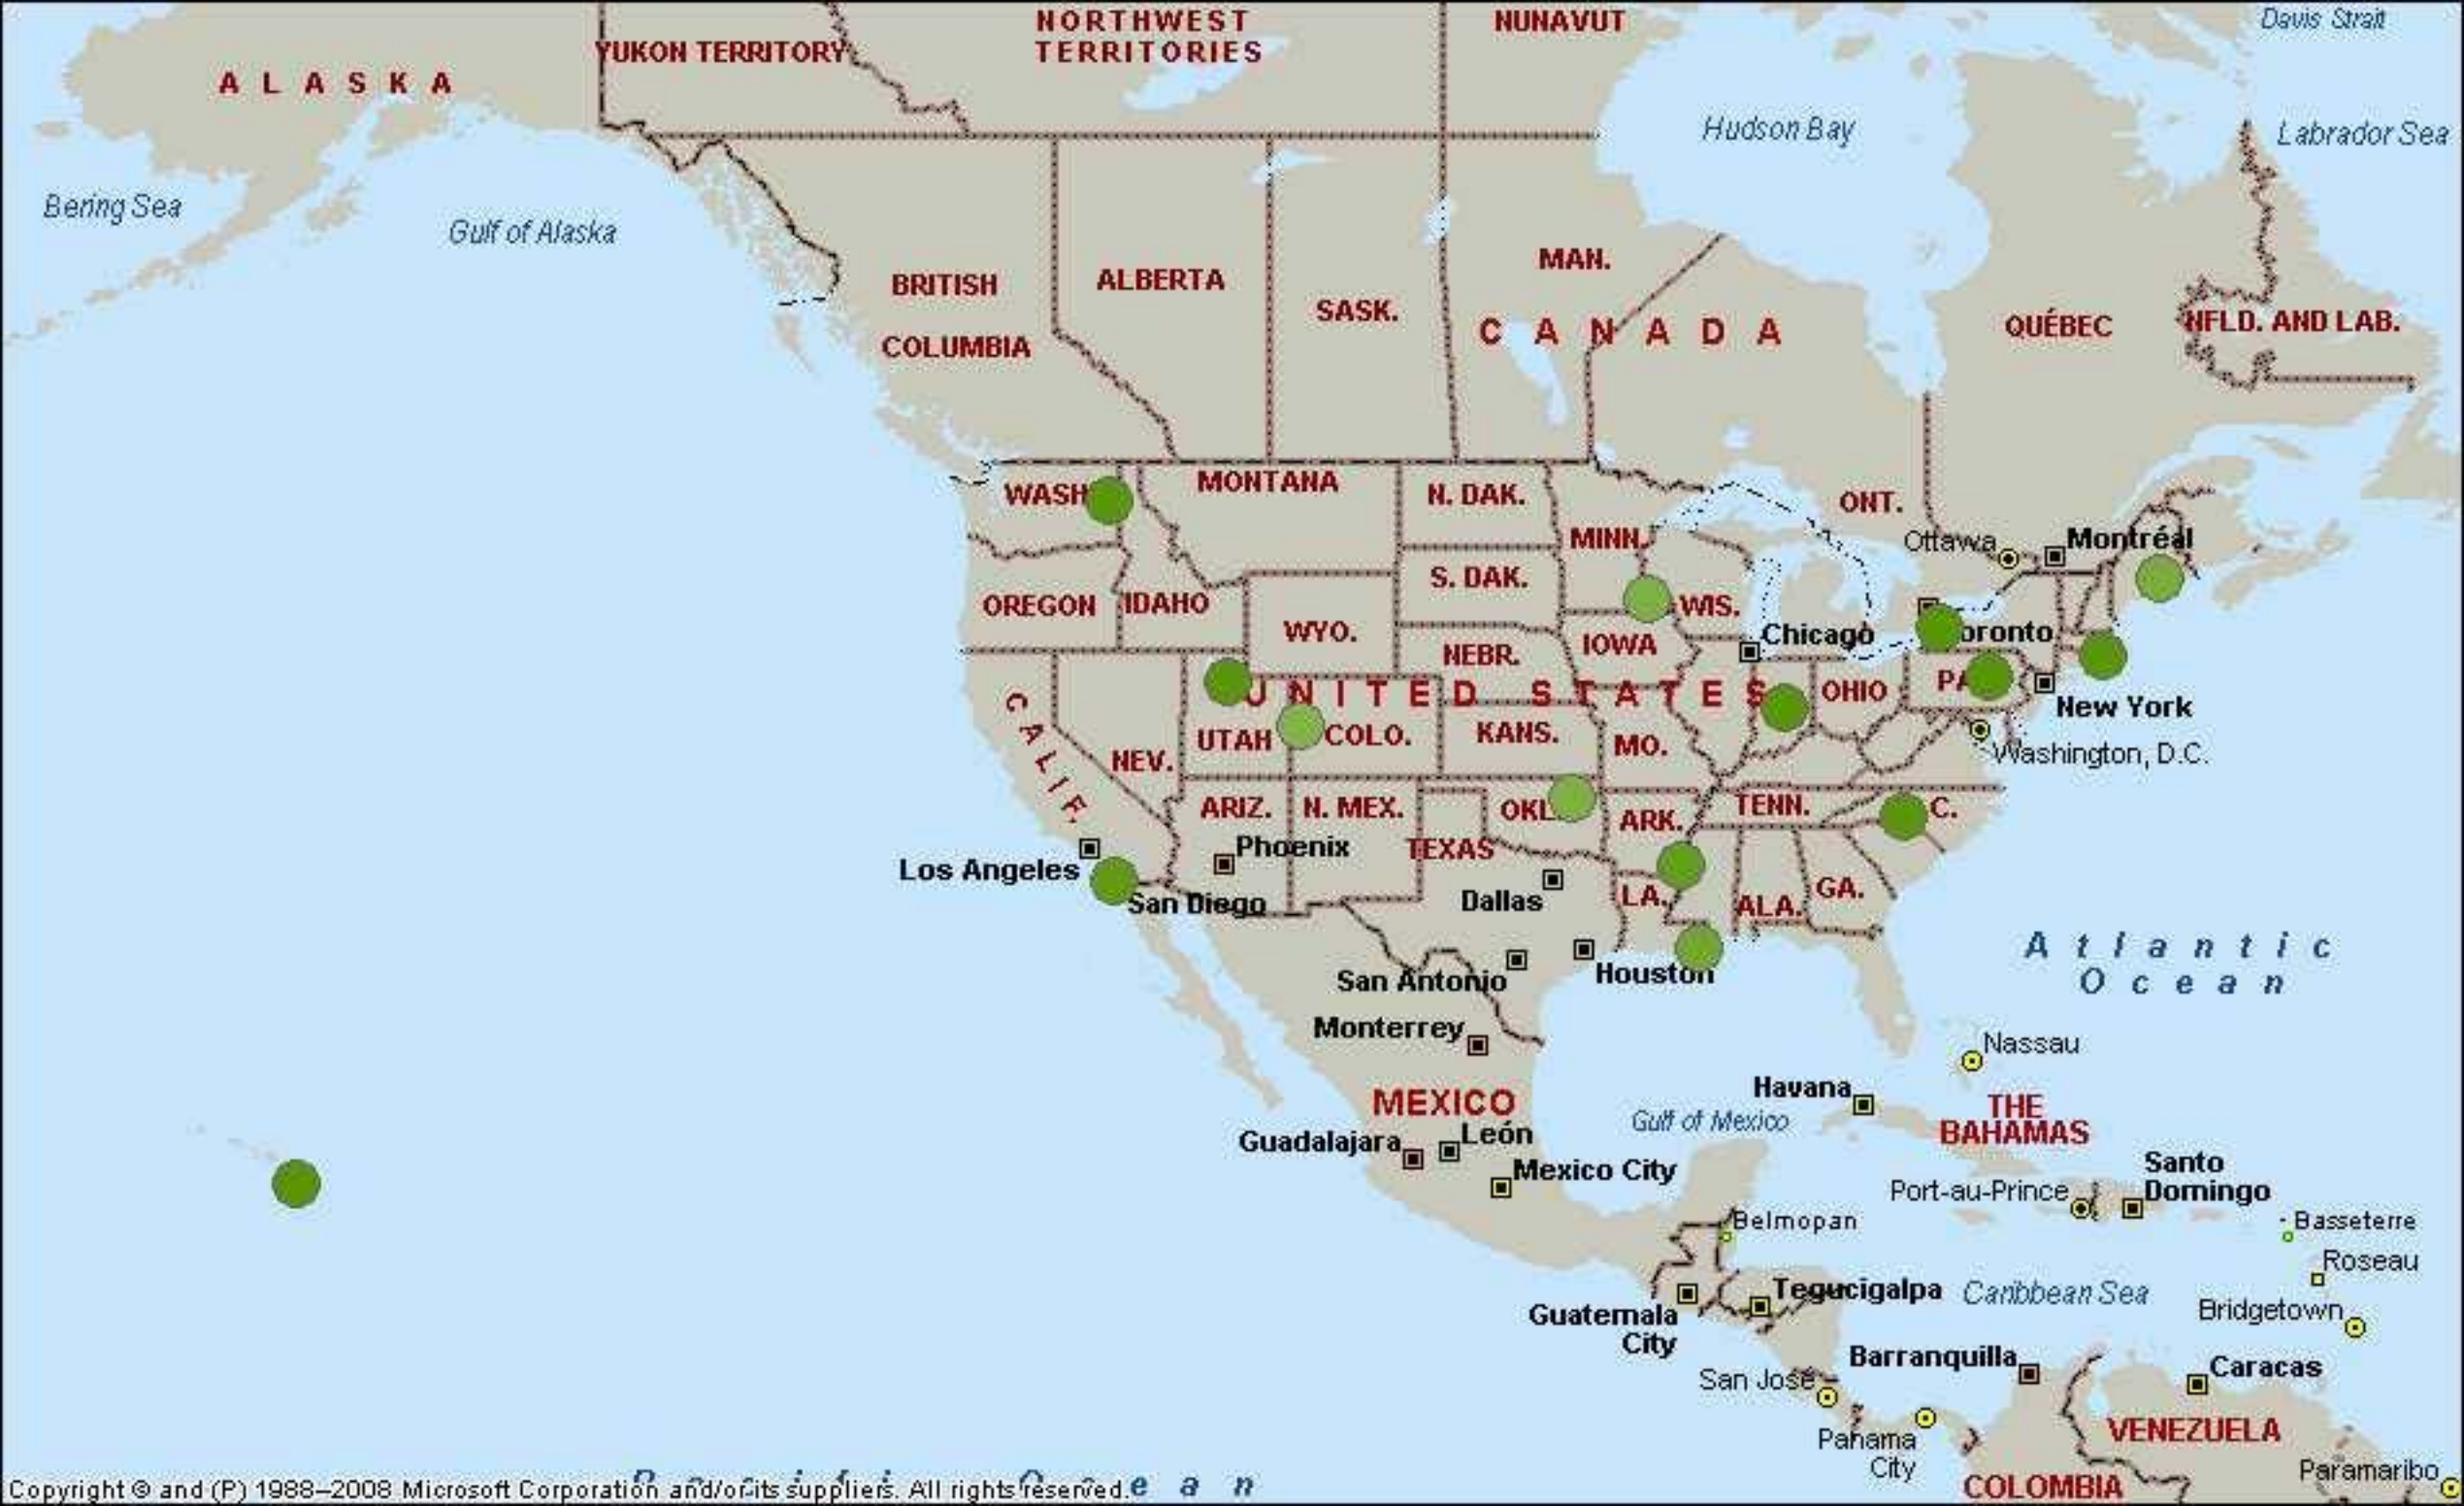 NORTHWEST
TERRITORIES
NUNAVUT
Davis Strait
YUKON TERRITORY
ALASKA
Hudson Bay
Labrador Sea
Bering Sea
Gulf of Alaska
MAN.
BRITISH
COLUMBIA
ALBERTA
SASK.
CANADA
QUÉBEC
NFLD. AND LAB.
WASH
MONTANA
N. DAK.
ONT.
MINN.
Ottawa
Montréal
S. DAK.
OREGON
IDAHO
WIS.
WYO.
Chicago
oronto
IOWA
NEBR.
UNITED STATES
OHIO
PA
CALIF.
New York
UTAH
COLO.
KANS.
MO.
NEV.
Washington, D.C.
ARIZ.
N. MEX.
OKL
ARK.
TENN.
C.
Phoenix
TEXAS
Los Angeles
San Diego
Dallas
LA.
ALA.
GA.
Atlantic
Ocean
San Antonio
Houston
Monterrey
Nassau
Havana
MEXICO
Gulf of Mexico
THE
BAHAMAS
Guadalajara
León
Mexico City
Santo
Domingo
Port-au-Prince
Belmopan
Basseterre
Roseau
Tegucigalpa
Caribbean Sea
Guatemala
City
Bridgetown
Barranquilla
Caracas
San José
VENEZUELA
Panama
City
Paramaribo
COLOMBIA
Copyright © and (P) 1988–2008 Microsoft Corporation and/or its suppliers. All rights reserved.